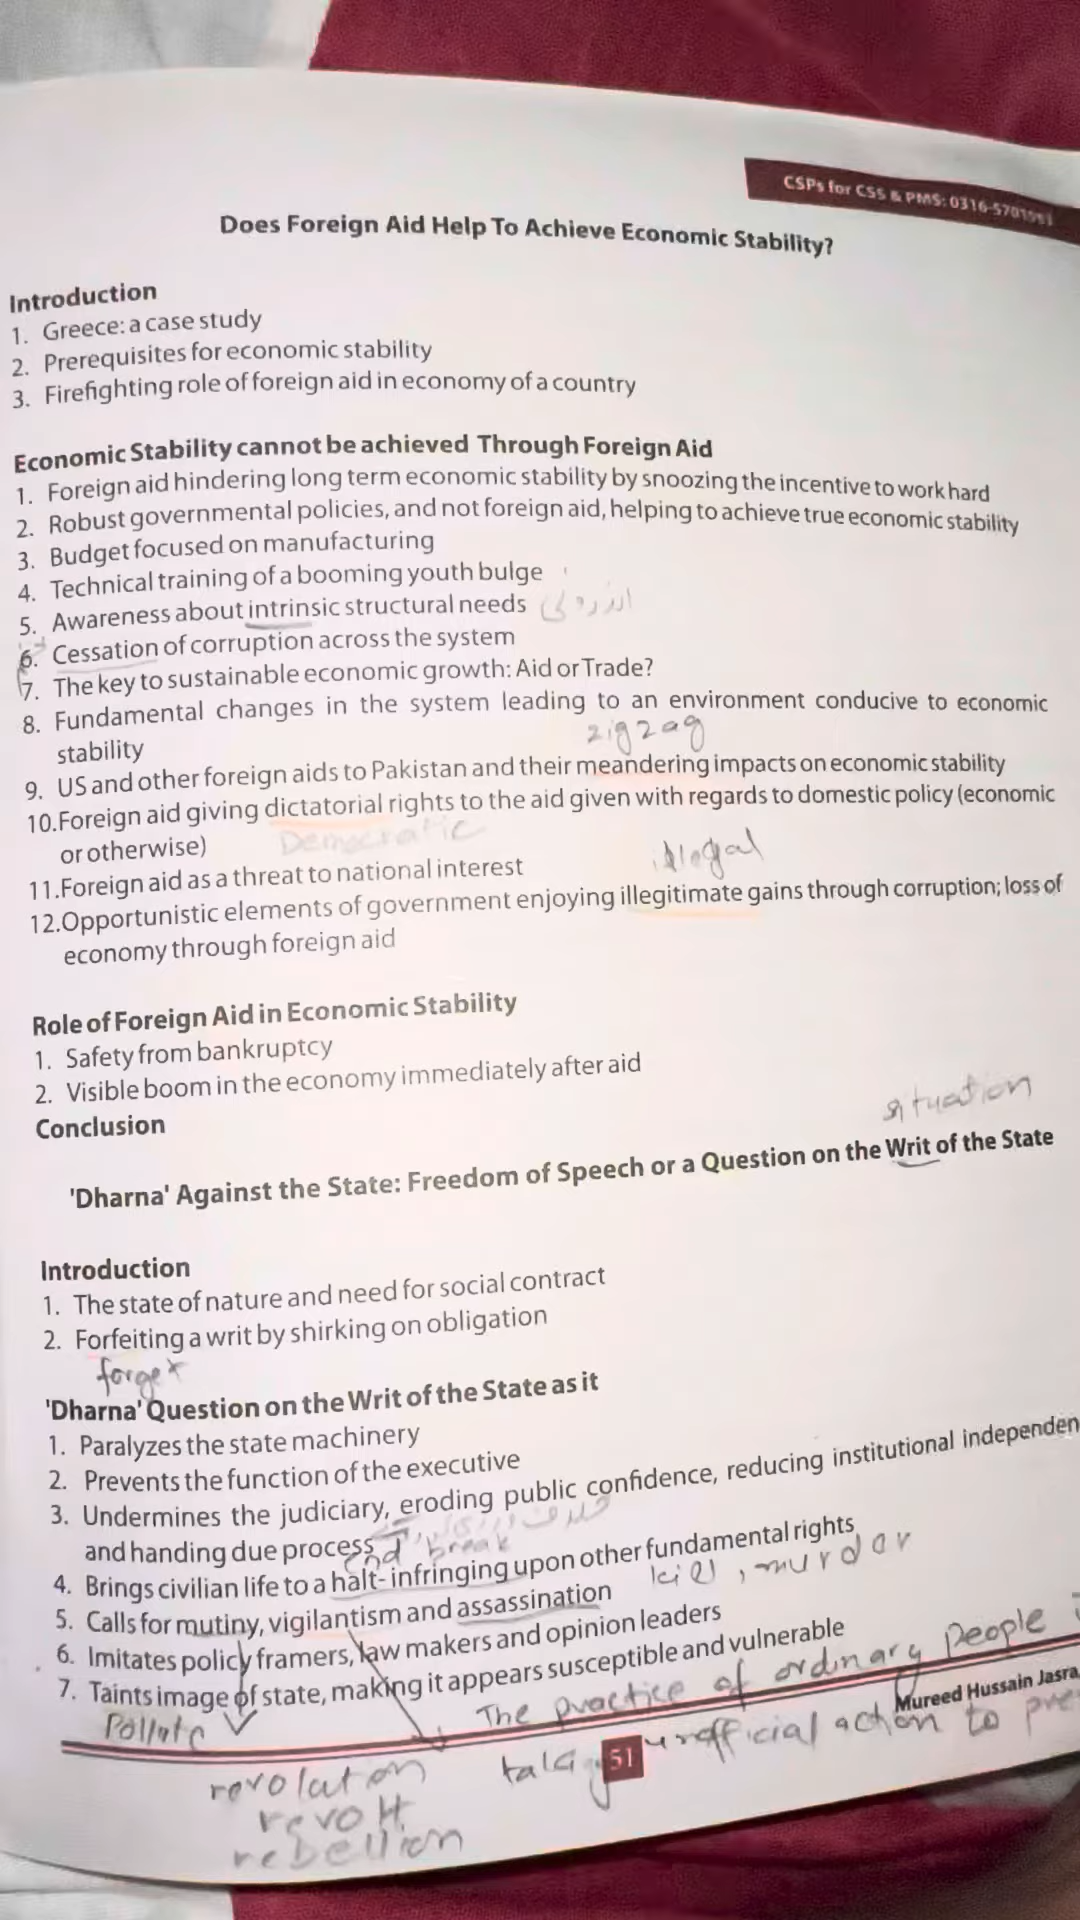 CSPs for CSS & PMS: 0316-5701
Does Foreign Aid Help To Achieve Economic Stability?
Introduction
1. Greece: a case study
2. Prerequisites for economic stability
3. Firefighting role of foreign aid in economy of a country
Economic Stability cannot be achieved Through Foreign Aid
1. Foreign aid hindering long term economic stability by snoozing the incentive to work hard
2. Robust governmental policies, and not foreign aid, helping to achieve true economic stability
3. Budget focused on manufacturing
4. Technical training of a booming youth bulge
5. Awareness about intrinsic structural needs اندرونی
6. Cessation of corruption across the system
7. The key to sustainable economic growth: Aid or Trade?
8. Fundamental changes in the system leading to an environment conducive to economic
stability
zigzag
9. US and other foreign aids to Pakistan and their meandering impacts on economic stability
10.Foreign aid giving dictatorial rights to the aid given with regards to domestic policy (economic
or otherwise)
Democratic
illegal
11.Foreign aid as a threat to national interest
12.Opportunistic elements of government enjoying illegitimate gains through corruption; loss of
economy through foreign aid
Role of Foreign Aid in Economic Stability
1. Safety from bankruptcy
2. Visible boom in the economy immediately after aid
Conclusion
situation
'Dharna' Against the State: Freedom of Speech or a Question on the Writ of the State
Introduction
1. The state of nature and need for social contract
2. Forfeiting a writ by shirking on obligation
forget
'Dharna' Question on the Writ of the State as it
1. Paralyzes the state machinery
2. Prevents the function of the executive
3. Undermines the judiciary, eroding public confidence, reducing institutional independen
and handing due process
end break
4. Brings civilian life to a halt- infringing upon other fundamental rights
kill, murder
5. Calls for mutiny, vigilantism and assassination
6. Imitates policy framers, law makers and opinion leaders
7. Taints image of state, making it appears susceptible and vulnerable
Pollute
The practice of ordinary people
Mureed Hussain Jasra
51
unofficial action to pre
revolution
revolt
rebellion